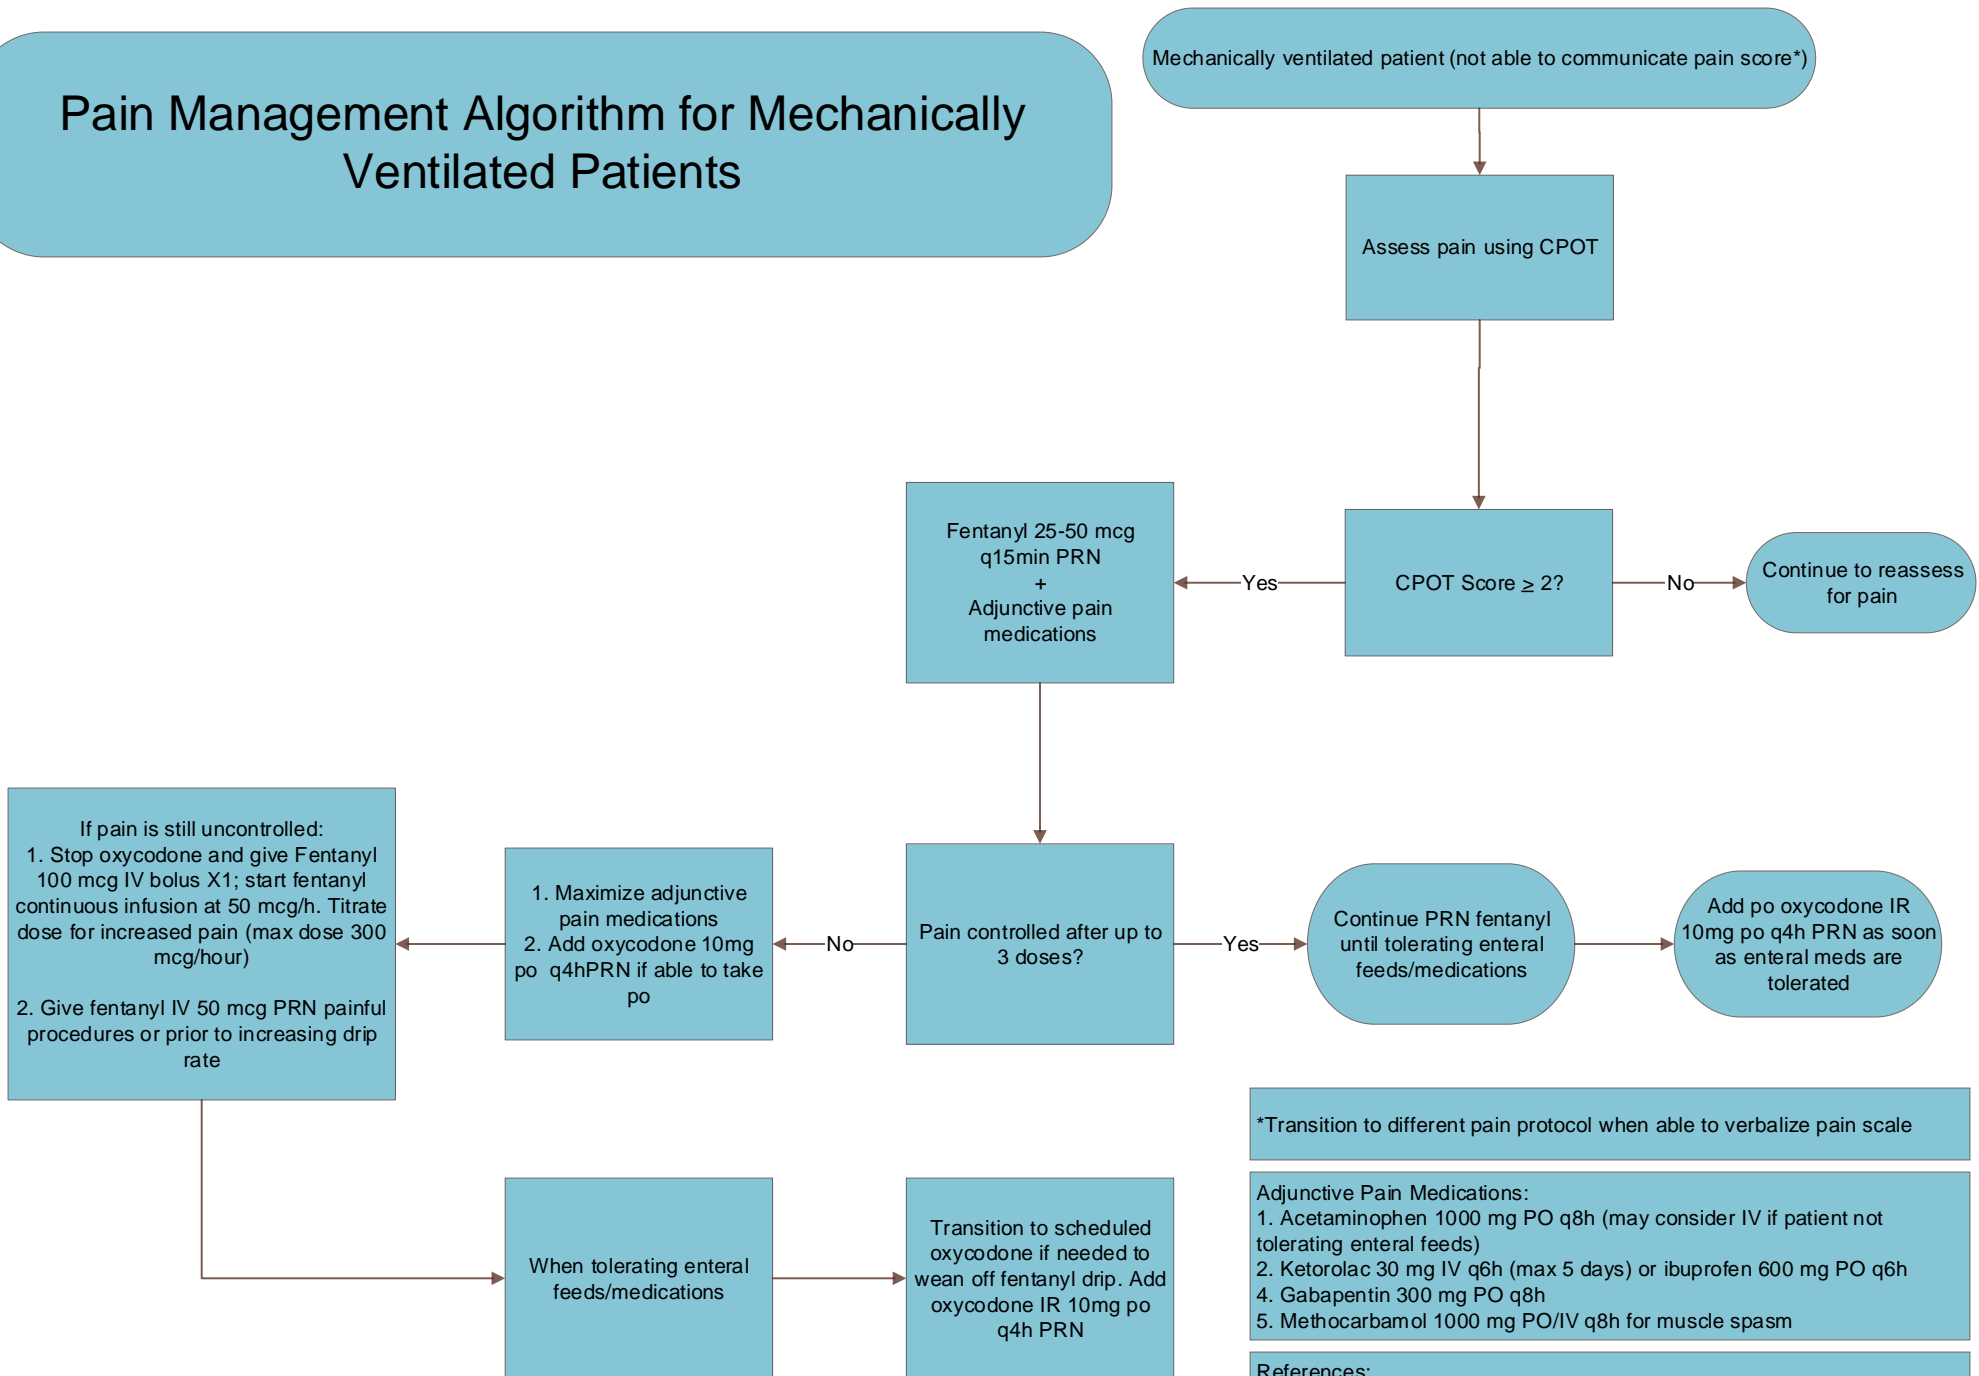 Pain Management Algorithm for Mechanically
Ventilated Patients
Mechanically ventilated patient (not able to communicate pain score*)
Assess pain using CPOT
CPOT Score ≥ 2?
No
Continue to reassess
for pain
Yes
Fentanyl 25-50 mcg
q15min PRN
+
Adjunctive pain
medications
Pain controlled after up to
3 doses?
Yes
Continue PRN fentanyl
until tolerating enteral
feeds/medications
Add po oxycodone IR
10mg po q4h PRN as soon
as enteral meds are
tolerated
No
1. Maximize adjunctive
pain medications
2. Add oxycodone 10mg
po q4hPRN if able to take
po
If pain is still uncontrolled:
1. Stop oxycodone and give Fentanyl
100 mcg IV bolus X1; start fentanyl
continuous infusion at 50 mcg/h. Titrate
dose for increased pain (max dose 300
mcg/hour)
2. Give fentanyl IV 50 mcg PRN painful
procedures or prior to increasing drip
rate
When tolerating enteral
feeds/medications
Transition to scheduled
oxycodone if needed to
wean off fentanyl drip. Add
oxycodone IR 10mg po
q4h PRN
*Transition to different pain protocol when able to verbalize pain scale
Adjunctive Pain Medications:
1. Acetaminophen 1000 mg PO q8h (may consider IV if patient not
tolerating enteral feeds)
2. Ketorolac 30 mg IV q6h (max 5 days) or ibuprofen 600 mg PO q6h
4. Gabapentin 300 mg PO q8h
5. Methocarbamol 1000 mg PO/IV q8h for muscle spasm
References: